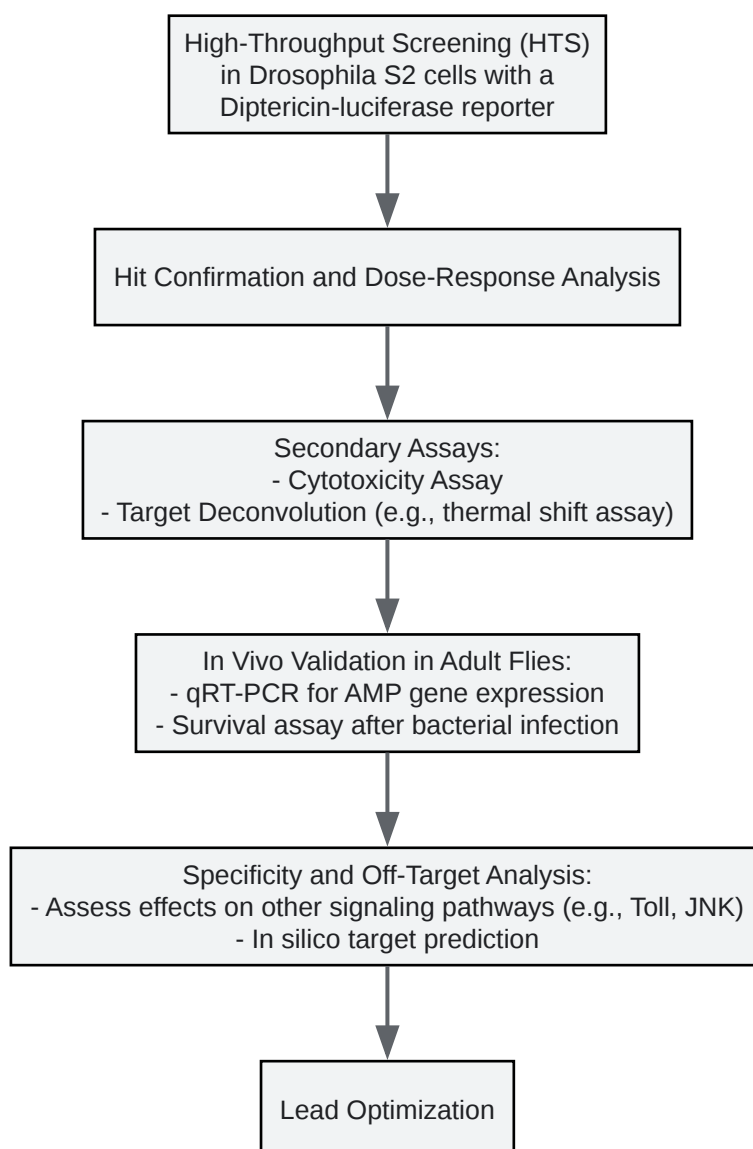 High-Throughput Screening (HTS)
in Drosophila S2 cells with a
Diptericin-luciferase reporter
Hit Confirmation and Dose-Response Analysis
Secondary Assays:
- Cytotoxicity Assay
- Target Deconvolution (e.g., thermal shift assay)
In Vivo Validation in Adult Flies:
- qRT-PCR for AMP gene expression
- Survival assay after bacterial infection
Specificity and Off-Target Analysis:
- Assess effects on other signaling pathways (e.g., Toll, JNK)
- In silico target prediction
Lead Optimization